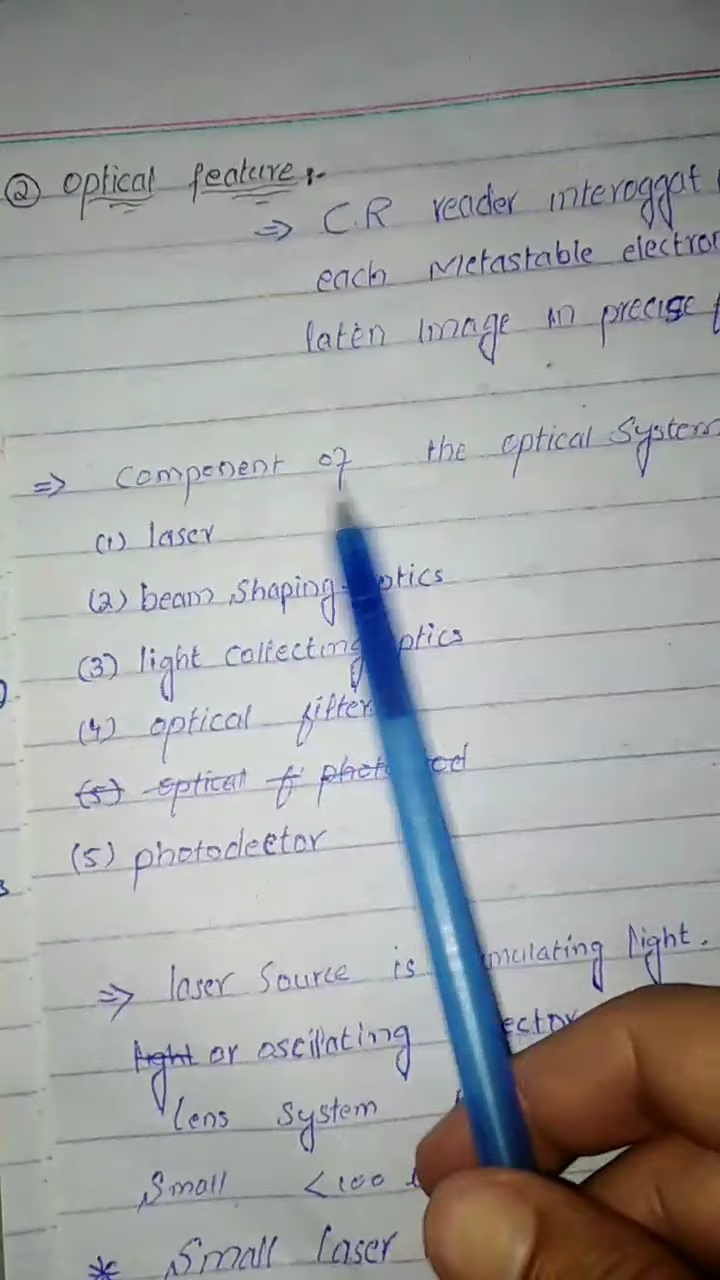 ② optical feature:-
⇒ C.R reader interoggat
each Metastable electron
laten image in precise
⇒ component of the optical System
(1) laser
(2) beam shaping optics
(3) light collecting optics
(4) optical filter
(5) optical f
(5) photodeetor
⇒ laser source is mulating light.
light or oscilating ector
lens system
Small <100
* Small laser